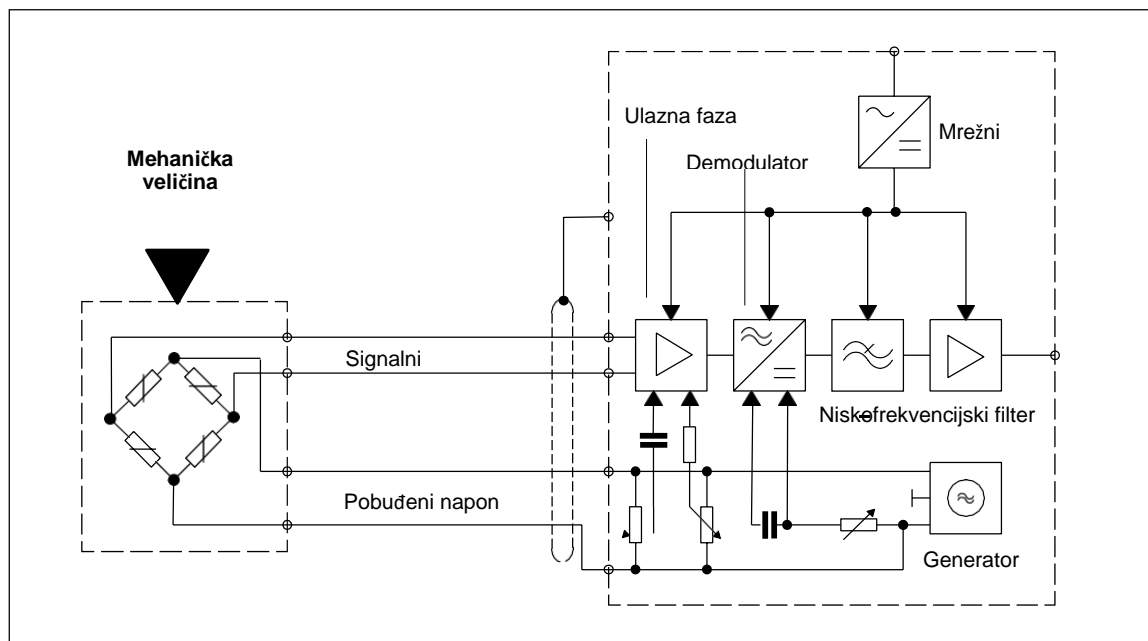 Ulazna faza
Mrežni
Demodulator
Mehanička
veličina
Signalni
Niskofrekvencijski filter
Pobuđeni napon
Generator